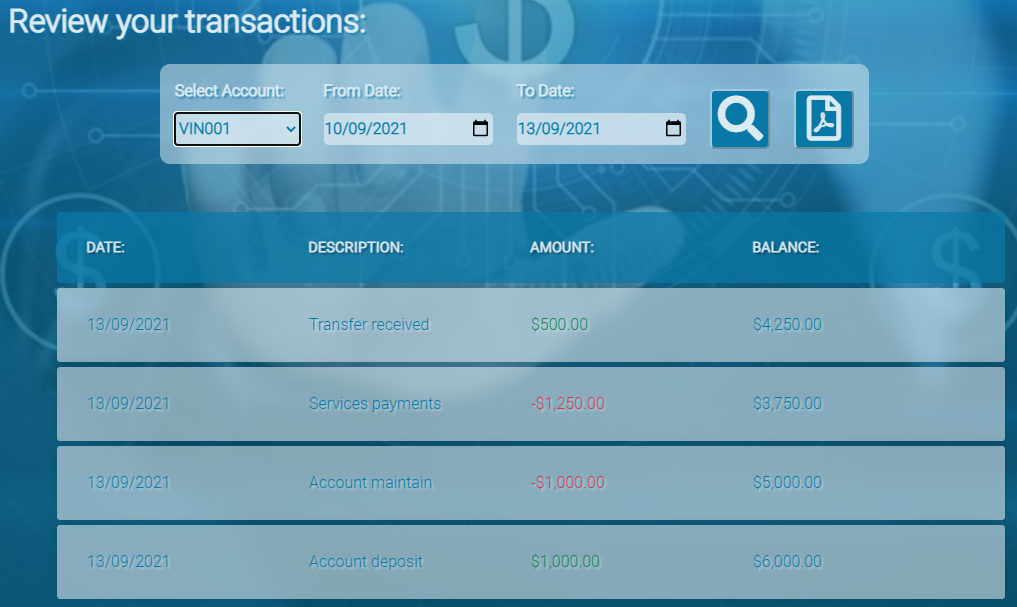 Review your transactions:
Select Account: From Date: To Date:
VIN001 10/09/2021 13/09/2021
DATE: DESCRIPTION: AMOUNT: BALANCE:
13/09/2021 Transfer received $500.00 $4,250.00
13/09/2021 Services payments -$1,250.00 $3,750.00
13/09/2021 Account maintain -$1,000.00 $5,000.00
13/09/2021 Account deposit $1,000.00 $6,000.00